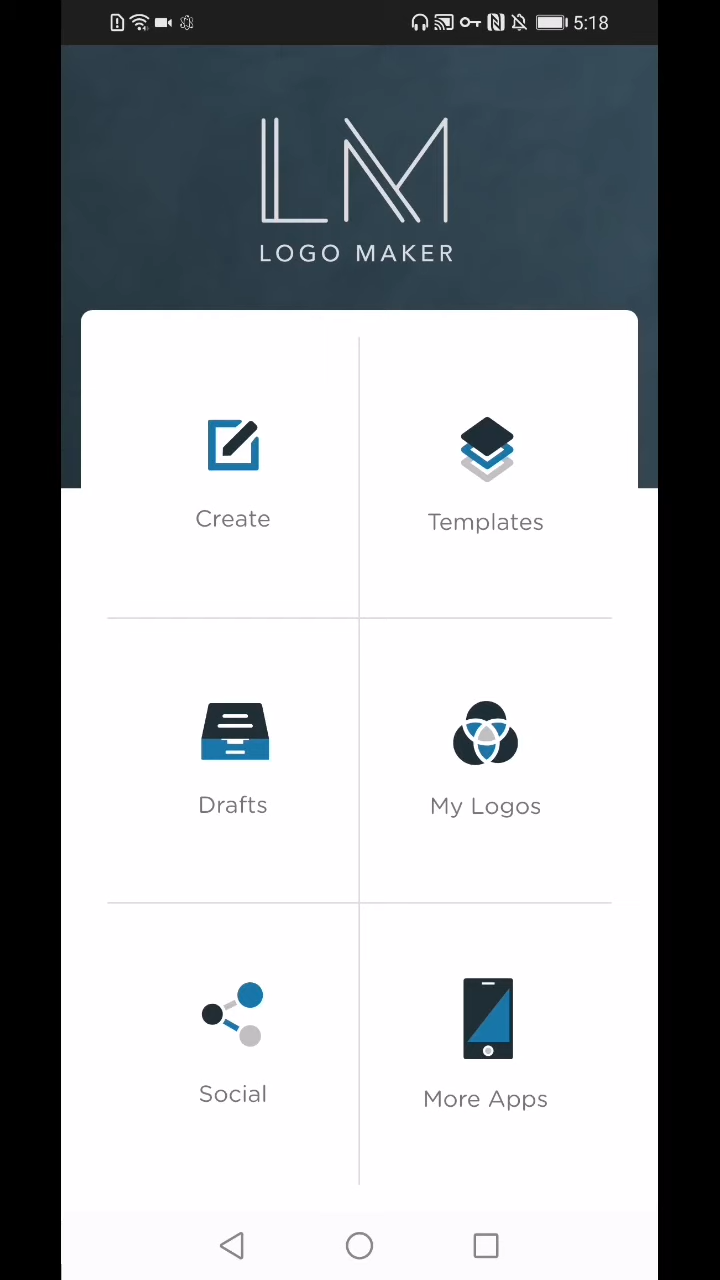 5:18
LM
LOGO MAKER
Create
Templates
Drafts
My Logos
Social
More Apps